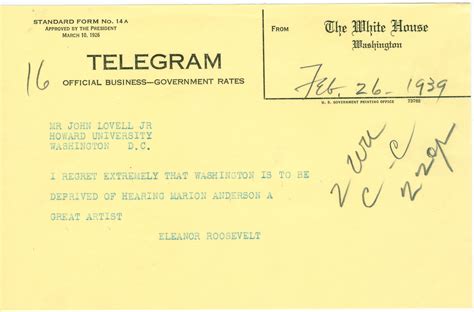 STANDARD FORM NO. 14A
APPROVED BY THE PRESIDENT
MARCH 10, 1926
TELEGRAM
OFFICIAL BUSINESS—GOVERNMENT RATES
FROM
The White House
Washington
16
Feb. 26-1939
U. S. GOVERNMENT PRINTING OFFICE
MR JOHN LOVELL JR
HOWARD UNIVERSITY
WASHINGTON D.C.
I REGRET EXTREMELY THAT WASHINGTON IS TO BE
DEPRIVED OF HEARING MARION ANDERSON A
GREAT ARTIST
ELEANOR ROOSEVELT